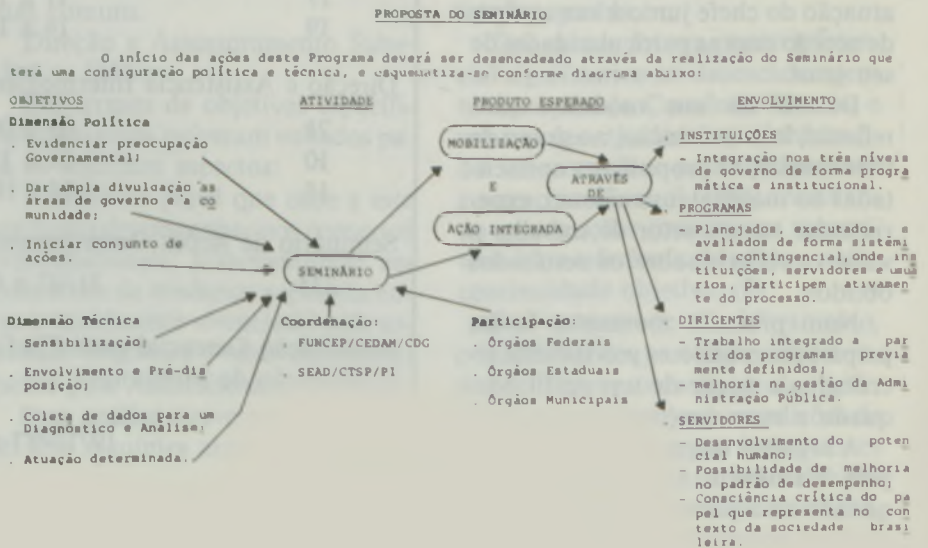 PROPOSTA DO SEMINÁRIO
O início das ações deste Programa deverá ser desencadeado através da realização do Seminário que
terá uma configuração política e técnica, e esquematiza-se conforme diagrama abaixo:
OBJETIVOS
Dimensão Política
. Evidenciar preocupação
Governamental;
. Dar ampla divulgação às
áreas de governo e à co
munidade;
. Iniciar conjunto de
ações.
Dimensão Técnica
. Sensibilização;
. Envolvimento e Pré-dis
posição;
. Coleta de dados para um
Diagnóstico e Análise;
. Atuação determinada.
ATIVIDADE
SEMINÁRIO
Coordenação:
. FUNCEP/CEDAM/CDG
. SEAD/CTSP/PI
PRODUTO ESPERADO
MOBILIZAÇÃO
E
AÇÃO INTEGRADA
ATRAVÉS
DE
Participação:
. Órgãos Federais
. Órgãos Estaduais
. Órgãos Municipais
ENVOLVIMENTO
. INSTITUIÇÕES
- Integração nos três níveis
de governo de forma progra
mática e institucional.
. PROGRAMAS
- Planejados, executados e
avaliados de forma sistêmi
ca e contingencial, onde ins
tituições, servidores e usuá
rios, participem ativamen
te do processo.
. DIRIGENTES
- Trabalho integrado a par
tir dos programas previa
mente definidos;
- melhoria na gestão da Admi
nistração Pública.
. SERVIDORES
- Desenvolvimento do poten
cial humano;
- Possibilidade de melhoria
no padrão de desempenho;
- Consciência crítica do pa
pel que representa no con
texto da sociedade brasi
leira.